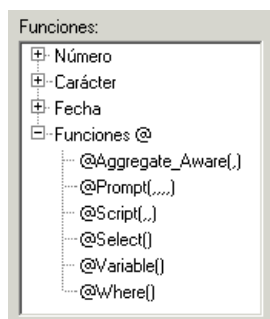 Funciones:
Número
Carácter
Fecha
Funciones @
@Aggregate_Aware(,)
@Prompt(,,,,)
@Script(,,)
@Select()
@Variable()
@Where()